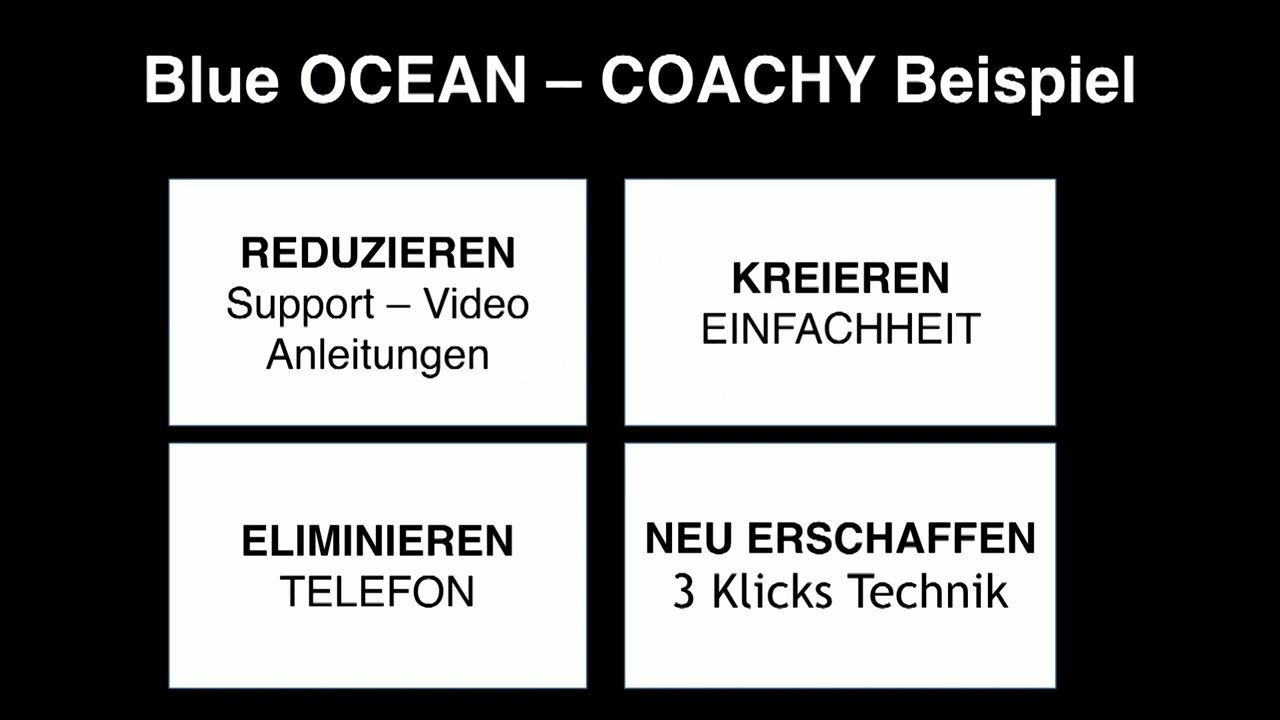 Blue OCEAN – COACHY Beispiel
REDUZIEREN
Support – Video
Anleitungen
KREIEREN
EINFACHHEIT
ELIMINIEREN
TELEFON
NEU ERSCHAFFEN
3 Klicks Technik